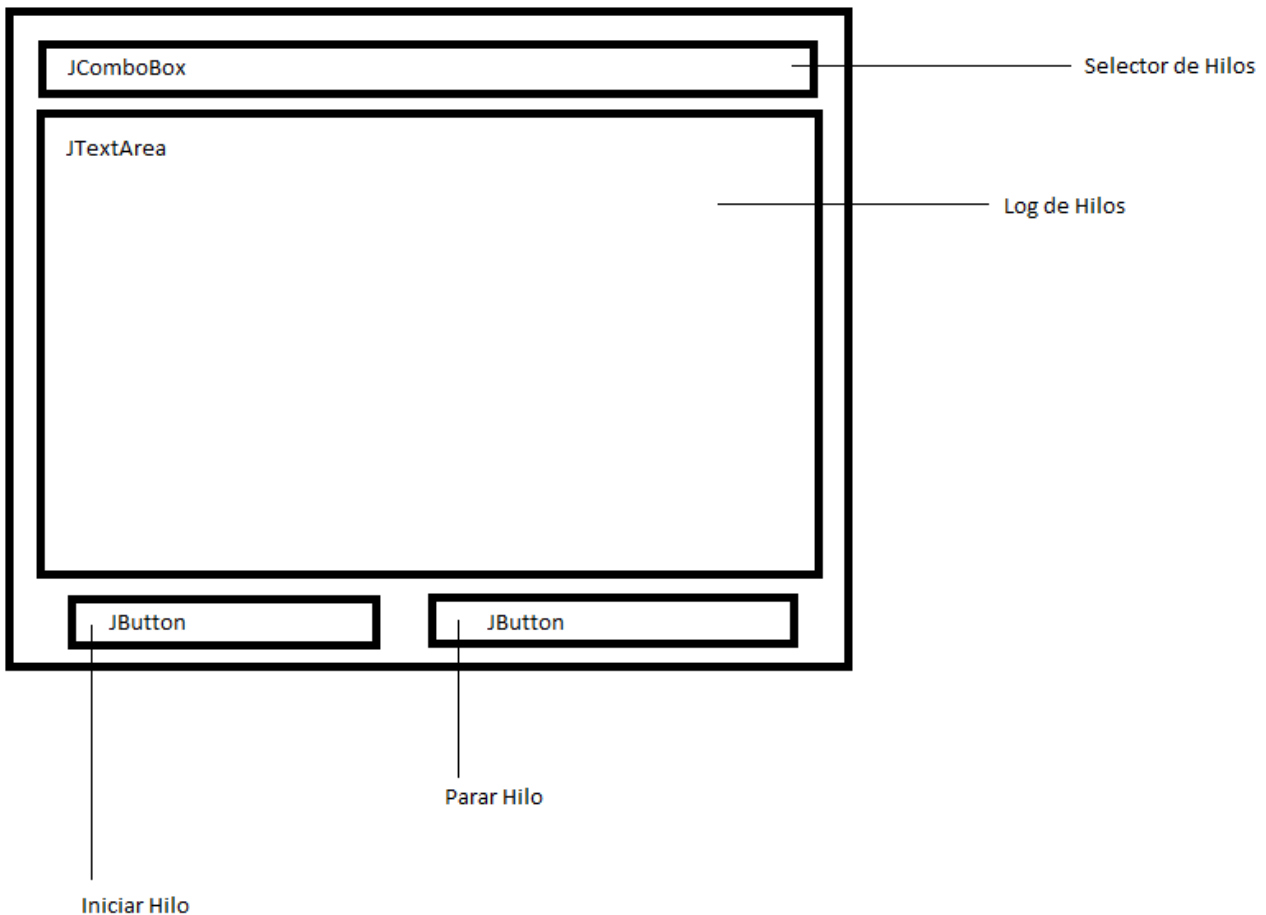 JComboBox
Selector de Hilos
JTextArea
Log de Hilos
JButton
JButton
Parar Hilo
Iniciar Hilo